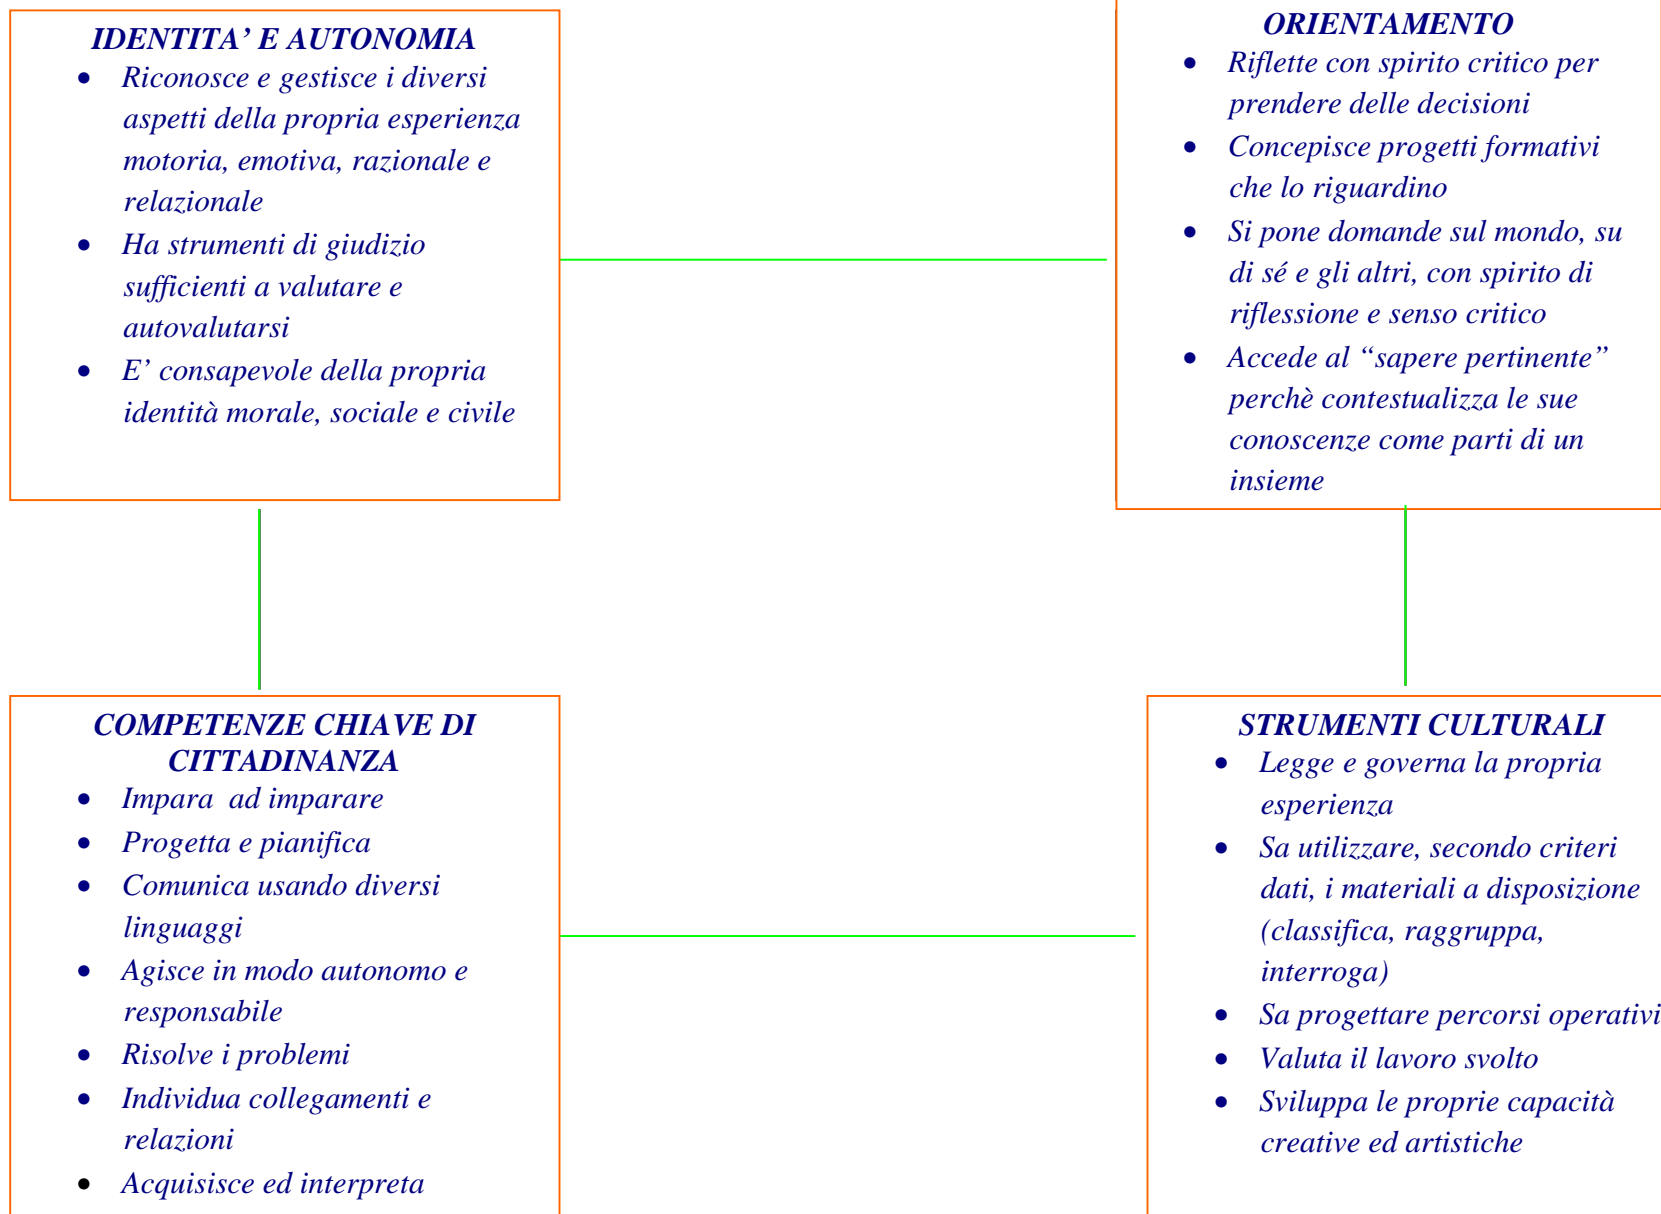 IDENTITA’ E AUTONOMIA
• Riconosce e gestisce i diversi
aspetti della propria esperienza
motoria, emotiva, razionale e
relazionale
• Ha strumenti di giudizio
sufficienti a valutare e
autovalutarsi
• E’ consapevole della propria
identità morale, sociale e civile
ORIENTAMENTO
• Riflette con spirito critico per
prendere delle decisioni
• Concepisce progetti formativi
che lo riguardino
• Si pone domande sul mondo, su
di sé e gli altri, con spirito di
riflessione e senso critico
• Accede al “sapere pertinente”
perchè contestualizza le sue
conoscenze come parti di un
insieme
COMPETENZE CHIAVE DI
CITTADINANZA
• Impara  ad imparare
• Progetta e pianifica
• Comunica usando diversi
linguaggi
• Agisce in modo autonomo e
responsabile
• Risolve i problemi
• Individua collegamenti e
relazioni
• Acquisisce ed interpreta
STRUMENTI CULTURALI
• Legge e governa la propria
esperienza
• Sa utilizzare, secondo criteri
dati, i materiali a disposizione
(classifica, raggruppa,
interroga)
• Sa progettare percorsi operativi
• Valuta il lavoro svolto
• Sviluppa le proprie capacità
creative ed artistiche